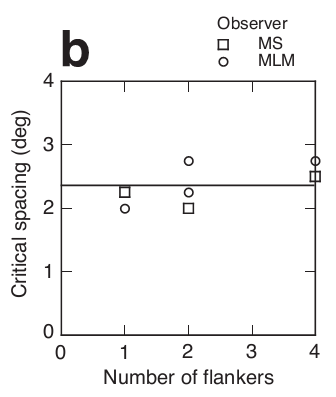 b
Observer
MS
MLM
Critical spacing (deg)
4
3
2
1
0
0 1 2 3 4
Number of flankers